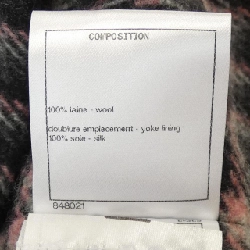 COMPOSITION
100% laine - wool
doublure emplacement - yoke lining
100% soie - silk
848021